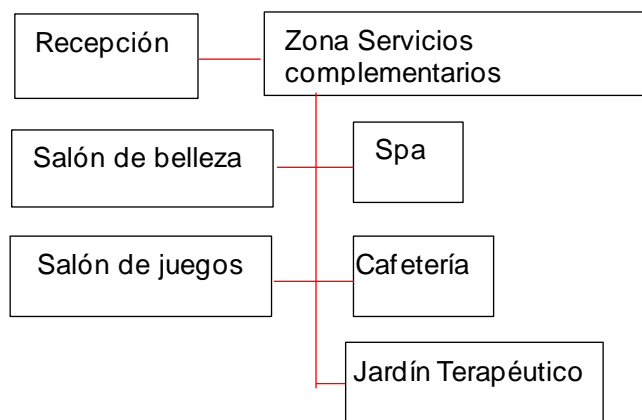 Recepción
Zona Servicios
complementarios
Salón de belleza
Spa
Salón de juegos
Cafetería
Jardín Terapéutico